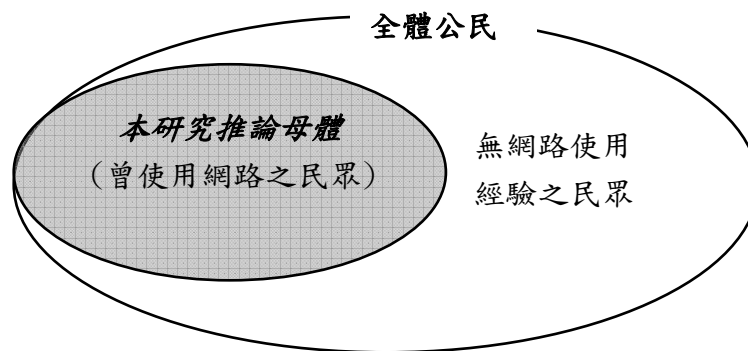 全體公民
本研究推論母體
（曾使用網路之民眾）
無網路使用
經驗之民眾